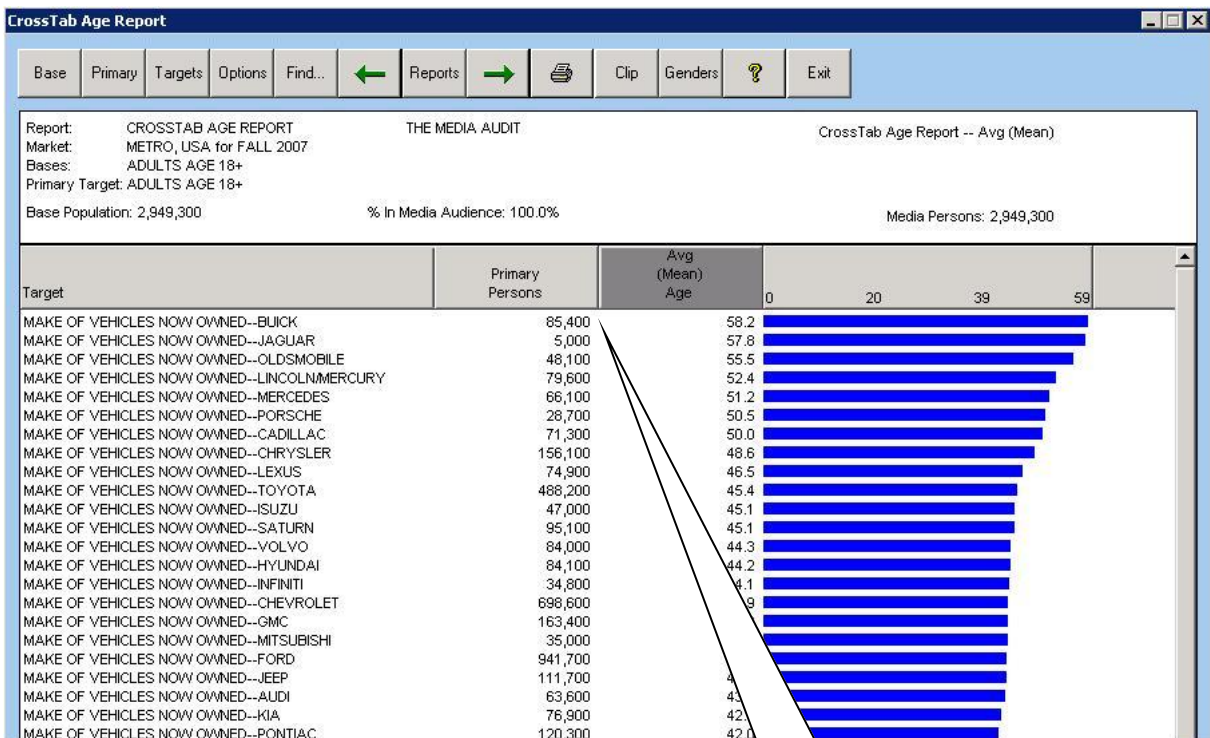 CrossTab Age Report
Base Primary Targets Options Find... Reports Clip Genders ? Exit
Report: CROSSTAB AGE REPORT THE MEDIA AUDIT CrossTab Age Report -- Avg (Mean)
Market: METRO, USA for FALL 2007
Bases: ADULTS AGE 18+
Primary Target: ADULTS AGE 18+
Base Population: 2,949,300 % In Media Audience: 100.0% Media Persons: 2,949,300
Target Primary Persons Avg (Mean) Age 0 20 39 59
MAKE OF VEHICLES NOW OWNED--BUICK 85,400 58.2
MAKE OF VEHICLES NOW OWNED--JAGUAR 5,000 57.8
MAKE OF VEHICLES NOW OWNED--OLDSMOBILE 48,100 55.5
MAKE OF VEHICLES NOW OWNED--LINCOLN/MERCURY 79,600 52.4
MAKE OF VEHICLES NOW OWNED--MERCEDES 66,100 51.2
MAKE OF VEHICLES NOW OWNED--PORSCHE 28,700 50.5
MAKE OF VEHICLES NOW OWNED--CADILLAC 71,300 50.0
MAKE OF VEHICLES NOW OWNED--CHRYSLER 156,100 48.6
MAKE OF VEHICLES NOW OWNED--LEXUS 74,900 46.5
MAKE OF VEHICLES NOW OWNED--TOYOTA 488,200 45.4
MAKE OF VEHICLES NOW OWNED--ISUZU 47,000 45.1
MAKE OF VEHICLES NOW OWNED--SATURN 95,100 45.1
MAKE OF VEHICLES NOW OWNED--VOLVO 84,000 44.3
MAKE OF VEHICLES NOW OWNED--HYUNDAI 84,100 44.2
MAKE OF VEHICLES NOW OWNED--INFINITI 34,800
MAKE OF VEHICLES NOW OWNED--CHEVROLET 698,600
MAKE OF VEHICLES NOW OWNED--GMC 163,400
MAKE OF VEHICLES NOW OWNED--MITSUBISHI 35,000
MAKE OF VEHICLES NOW OWNED--FORD 941,700
MAKE OF VEHICLES NOW OWNED--JEEP 111,700
MAKE OF VEHICLES NOW OWNED--AUDI 63,600
MAKE OF VEHICLES NOW OWNED--KIA 76,900
MAKE OF VEHICLES NOW OWNED--PONTIAC 120,300 42.0